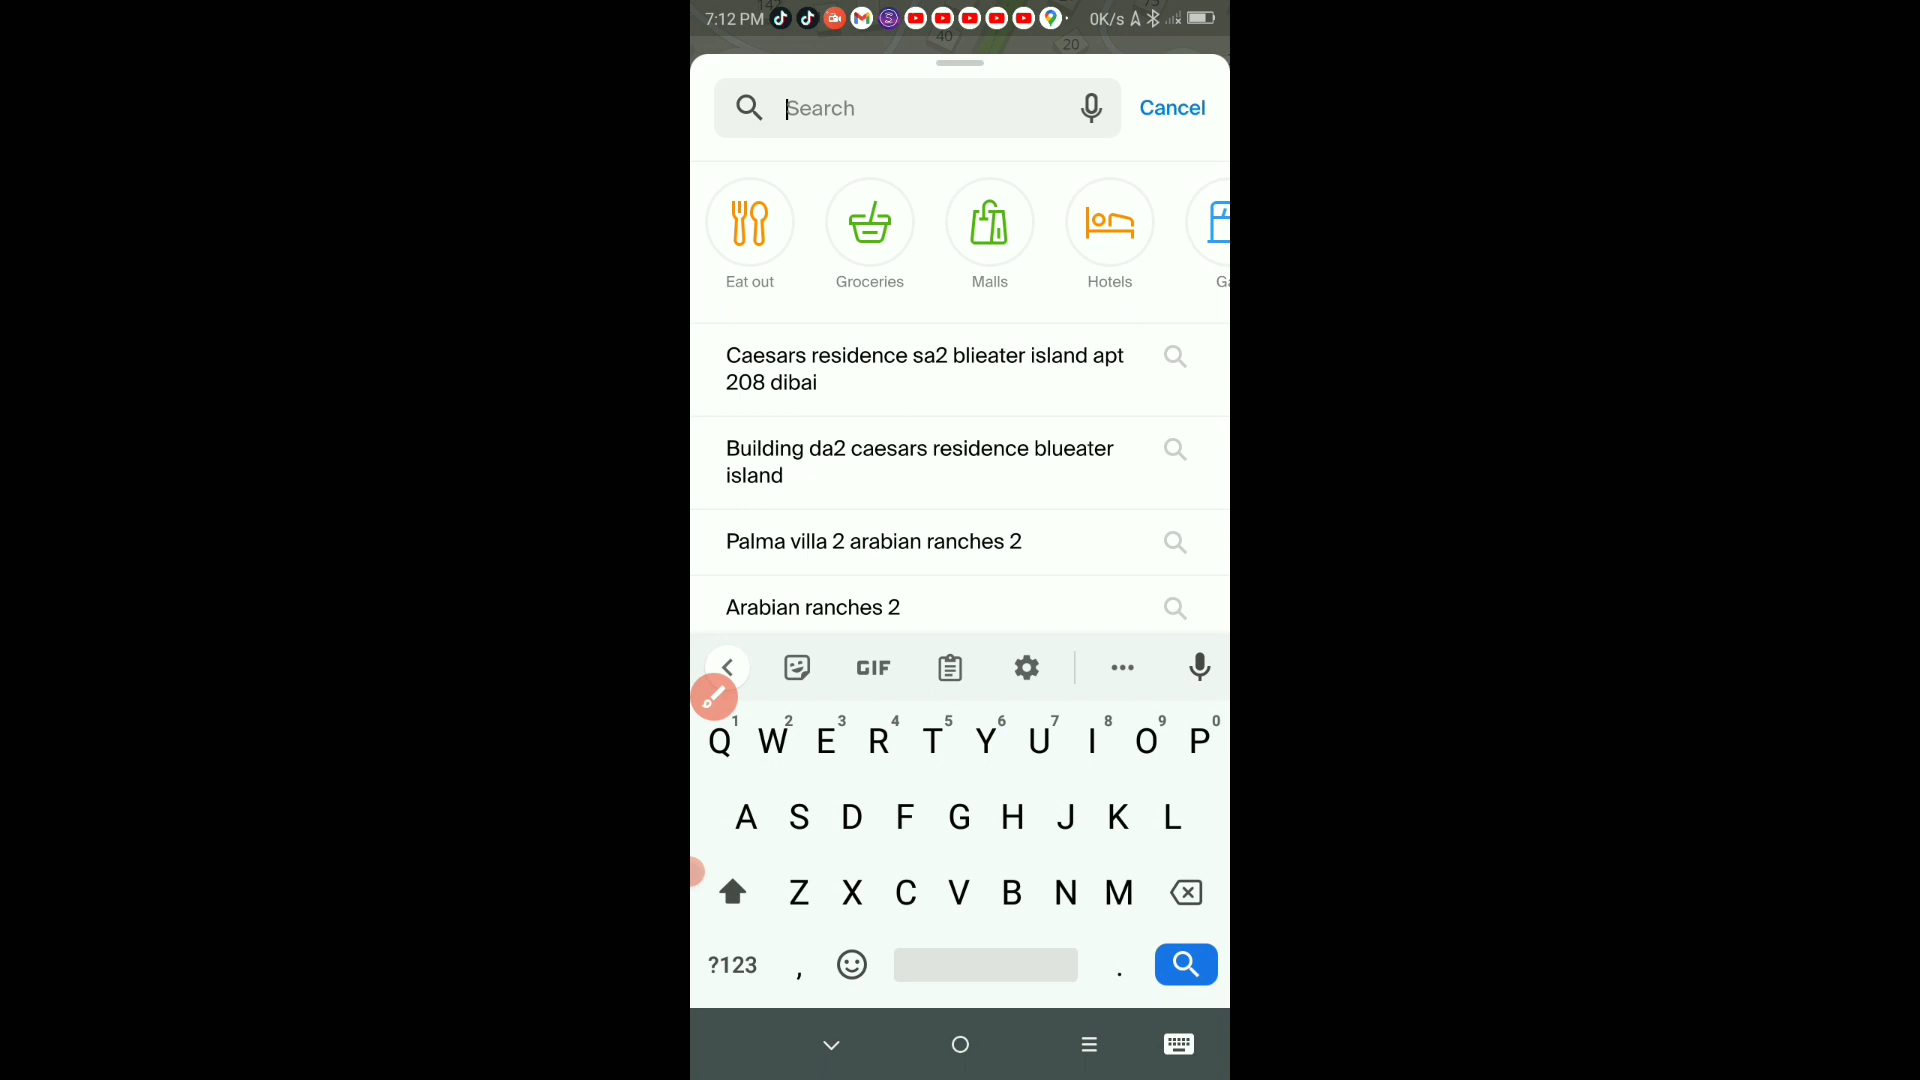 7:12 PM 0K/s
40
20
Search
Cancel
Eat out
Groceries
Malls
Hotels
Caesars residence sa2 blieater island apt
208 dibai
Building da2 caesars residence blueater
island
Palma villa 2 arabian ranches 2
Arabian ranches 2
GIF
1 2 3 4 5 6 7 8 9 0
Q W E R T Y U I O P
A S D F G H J K L
Z X C V B N M
?123 , .